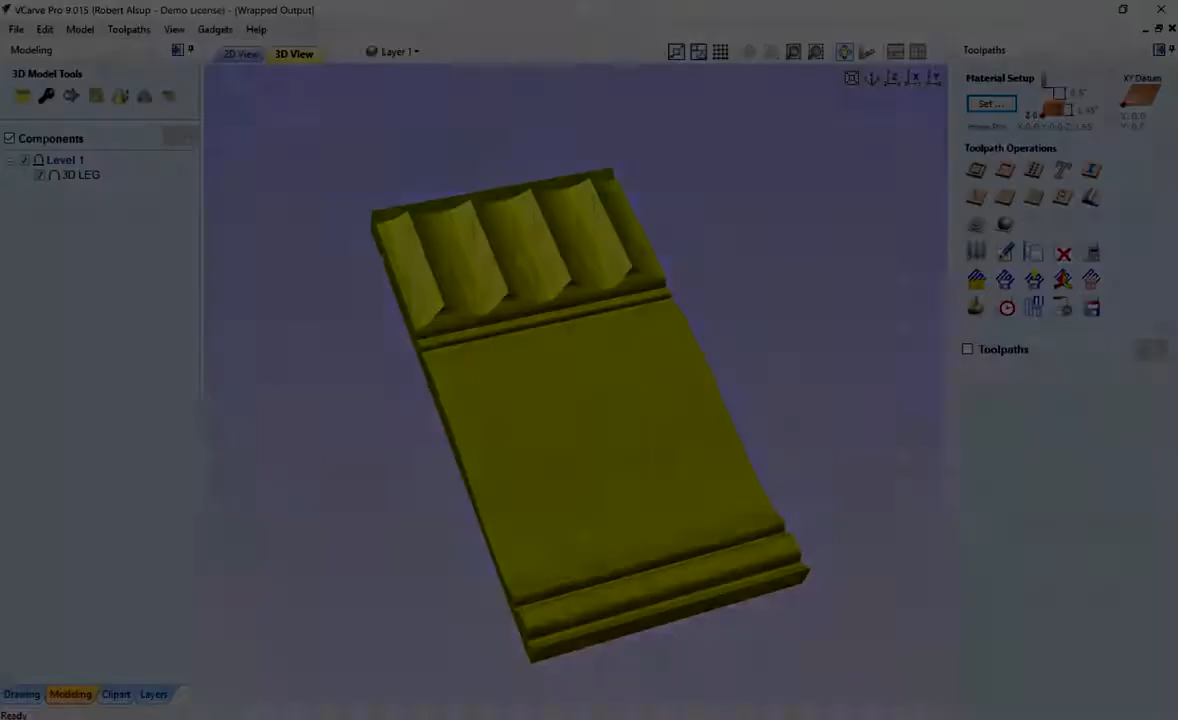 VCarve Pro 9.015 (Robert Alsup - Demo License) - [Wrapped Output]
File Edit Model Toolpaths View Gadgets Help
Modeling
2D View 3D View Layer 1
Toolpaths
3D Model Tools
Material Setup
XY Datum
Set ...
Toolpath Operations
Components
Level 1
3D LEG
Toolpaths
Drawing Modeling Clipart Layers
Ready